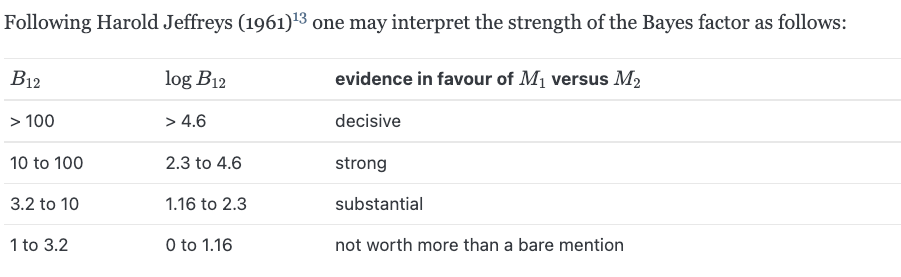 Following Harold Jeffreys (1961)13 one may interpret the strength of the Bayes factor as follows:
B12 log B12 evidence in favour of M1 versus M2
> 100 > 4.6 decisive
10 to 100 2.3 to 4.6 strong
3.2 to 10 1.16 to 2.3 substantial
1 to 3.2 0 to 1.16 not worth more than a bare mention